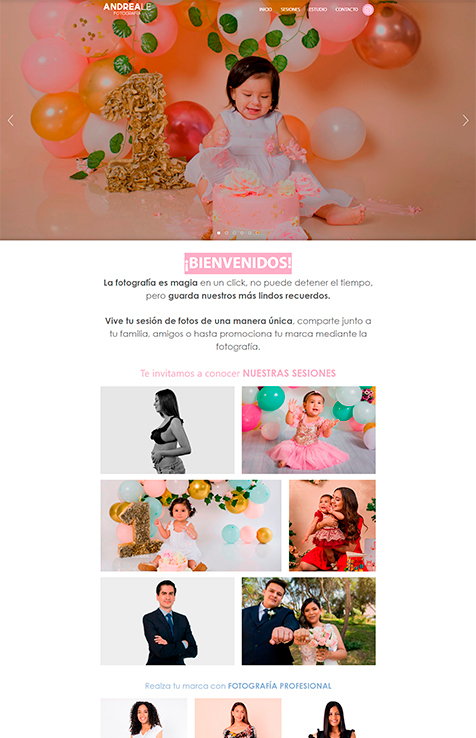 ANDREALE
FOTOGRAFÍA
INICIO SESIONES ESTUDIO CONTACTO
¡BIENVENIDOS!
La fotografía es magia en un click, no puede detener el tiempo,
pero guarda nuestros más lindos recuerdos.
Vive tu sesión de fotos de una manera única, comparte junto a
tu familia, amigos o hasta promociona tu marca mediante la
fotografía.
Te invitamos a conocer NUESTRAS SESIONES
Realza tu marca con FOTOGRAFÍA PROFESIONAL